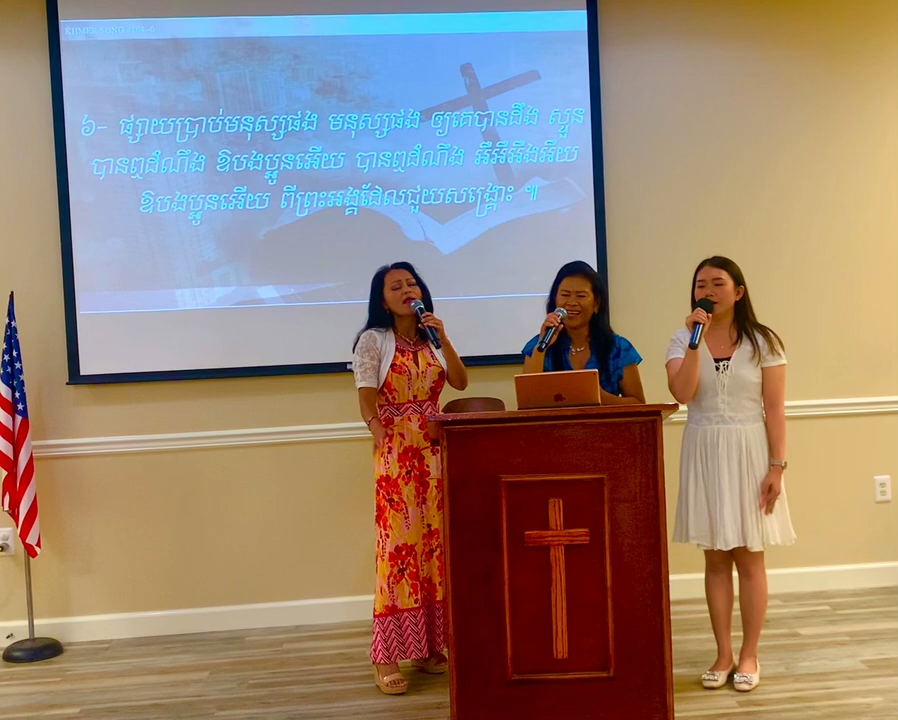 ៦- ផ្សាយប្រាប់មនុស្សផង មនុស្សផង ឲ្យគេបានដឹង ស្មូន
បានឮដំណឹង ឱបងប្អូនអើយ បានឮដំណឹង អឺអឺអឺងអើយ
ឱបងប្អូនអើយ ពីព្រះអង្គដែលជួយសង្គ្រោះ ៕